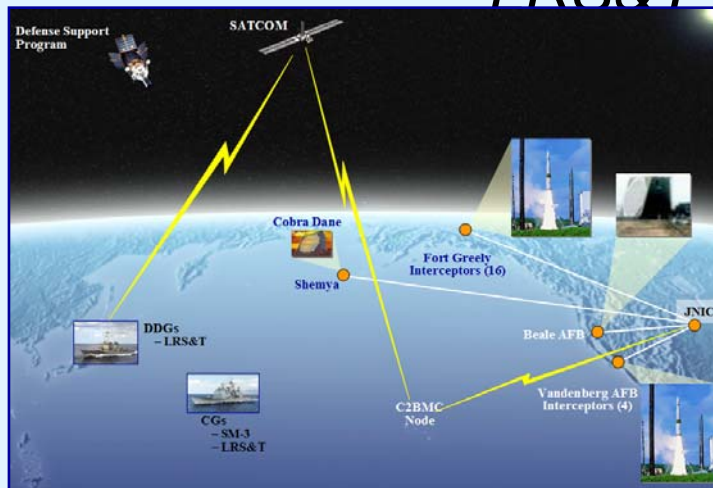 Defense Support
Program
SATCOM
Cobra Dane
Shemya
Fort Greely
Interceptors (16)
DDGs
– LRS&T
CGs
– SM-3
– LRS&T
C2BMC
Node
Beale AFB
JNIC
Vandenberg AFB
Interceptors (4)